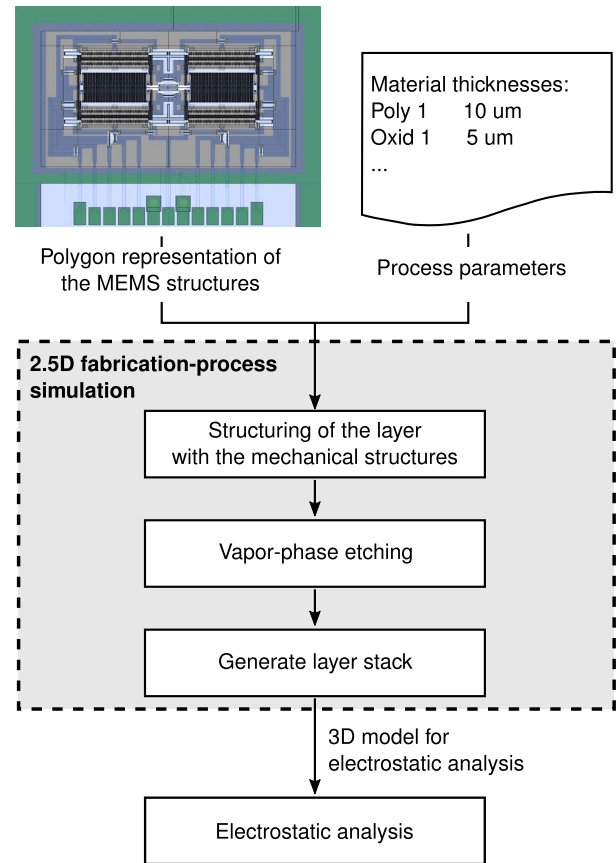 Material thicknesses:
Poly 1 10 um
Oxid 1 5 um
...
Polygon representation of
the MEMS structures
Process parameters
2.5D fabrication-process
simulation
Structuring of the layer
with the mechanical structures
Vapor-phase etching
Generate layer stack
3D model for
electrostatic analysis
Electrostatic analysis